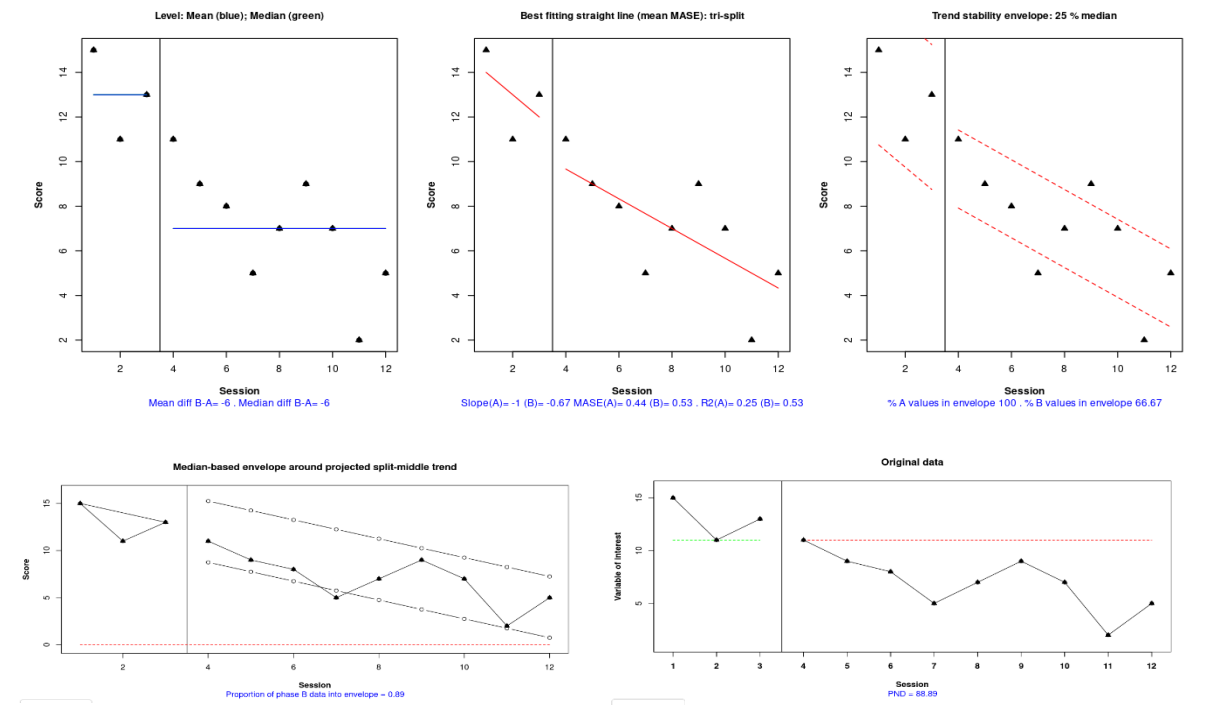 Level: Mean (blue); Median (green)
Score
14
12
10
8
6
4
2
2 4 6 8 10 12
Session
Mean diff B-A= -6 . Median diff B-A= -6
Best fitting straight line (mean MASE): tri-split
Score
14
12
10
8
6
4
2
2 4 6 8 10 12
Session
Slope(A)= -1 (B)= -0.67 MASE(A)= 0.44 (B)= 0.53 . R2(A)= 0.25 (B)= 0.53
Trend stability envelope: 25 % median
Score
14
12
10
8
6
4
2
2 4 6 8 10 12
Session
% A values in envelope 100 . % B values in envelope 66.67
Median-based envelope around projected split-middle trend
Score
15
10
5
0
2 4 6 8 10 12
Session
Proportion of phase B data into envelope = 0.89
Original data
Variable of interest
15
10
5
1 2 3 4 5 6 7 8 9 10 11 12
Session
PND = 88.89